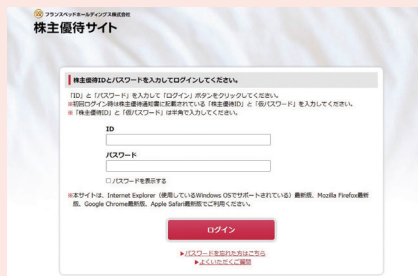 フランスベッドホールディングス株式会社
株主優待サイト
株主優待IDとパスワードを入力してログインしてください。
「ID」と「パスワード」を入力して「ログイン」ボタンをクリックしてください。
※初回ログイン時は株主優待通知書に記載されている「株主優待ID」と「仮パスワード」を入力してください。
※「株主優待ID」と「仮パスワード」は半角で入力してください。
ID
パスワード
パスワードを表示する
※本サイトは、Internet Explorer(使用しているWindows OSでサポートされている)最新版、Mozilla Firefox最新
版、Google Chrome最新版、Apple Safari最新版でご利用ください。
ログイン
▶パスワードを忘れた方はこちら
▶よくいただくご質問